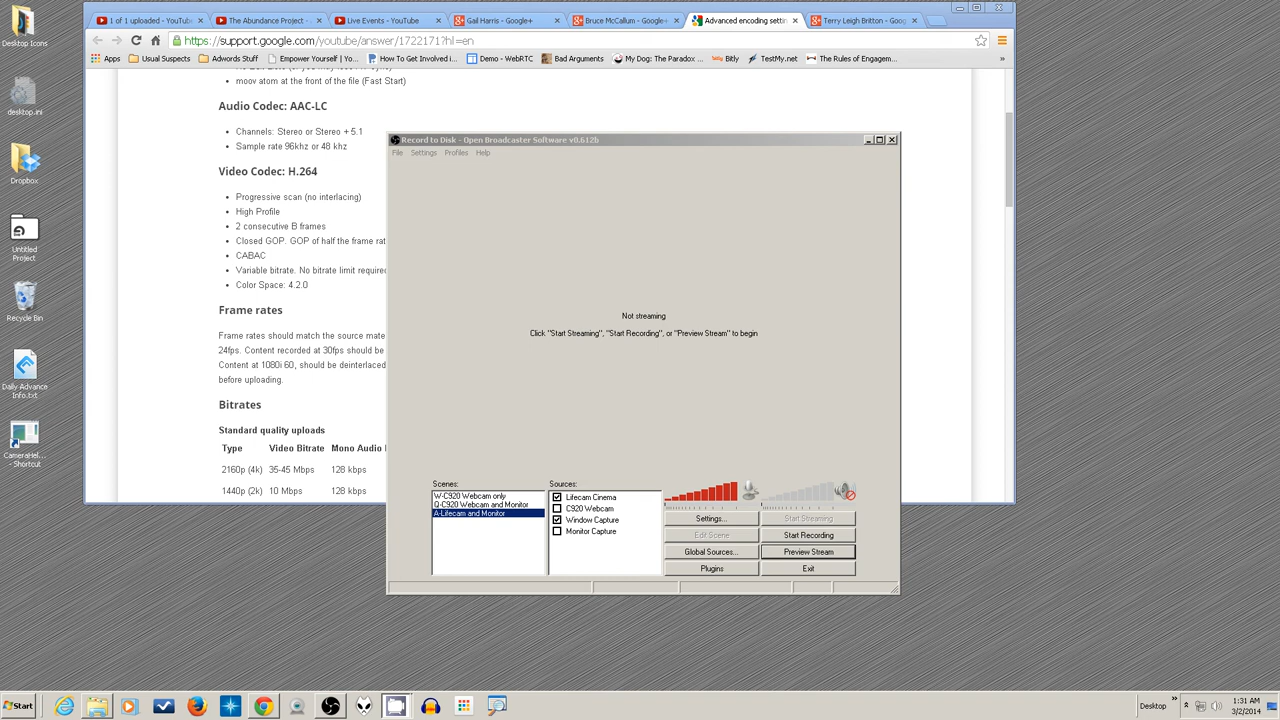 Desktop Icons
desktop.ini
Dropbox
Untitled
Project
Recycle Bin
Daily Advance
Info.txt
CameraHel...
- Shortcut
1 of 1 uploaded - YouTube
The Abundance Project -
Live Events - YouTube
Gail Harris - Google+
Bruce McCallum - Google+
Advanced encoding settin
Terry Leigh Britton - Goog
https://support.google.com/youtube/answer/1722171?hl=en
Apps
Usual Suspects
Adwords Stuff
Empower Yourself | Yo...
How To Get Involved i...
Demo - WebRTC
Bad Arguments
My Dog: The Paradox ...
Bitly
TestMy.net
The Rules of Engagem...
»
• moov atom at the front of the file (Fast Start)
Audio Codec: AAC-LC
• Channels: Stereo or Stereo + 5.1
• Sample rate 96khz or 48 khz
Video Codec: H.264
• Progressive scan (no interlacing)
• High Profile
• 2 consecutive B frames
• Closed GOP. GOP of half the frame rat
• CABAC
• Variable bitrate. No bitrate limit require
• Color Space: 4.2.0
Frame rates
Frame rates should match the source mate
24fps. Content recorded at 30fps should be
Content at 1080i 60, should be deinterlaced
before uploading.
Bitrates
Standard quality uploads
Type Video Bitrate Mono Audio
2160p (4k) 35-45 Mbps 128 kbps
1440p (2k) 10 Mbps 128 kbps
Record to Disk - Open Broadcaster Software v0.612b
File Settings Profiles Help
Not streaming
Click "Start Streaming", "Start Recording", or "Preview Stream" to begin
Scenes:
W-C920 Webcam only
Q-C920 Webcam and Monitor
A-Lifecam and Monitor
Sources:
Lifecam Cinema
C920 Webcam
Window Capture
Monitor Capture
Settings... Start Streaming
Edit Scene Start Recording
Global Sources... Preview Stream
Plugins Exit
Start
Desktop »
1:31 AM
3/2/2014